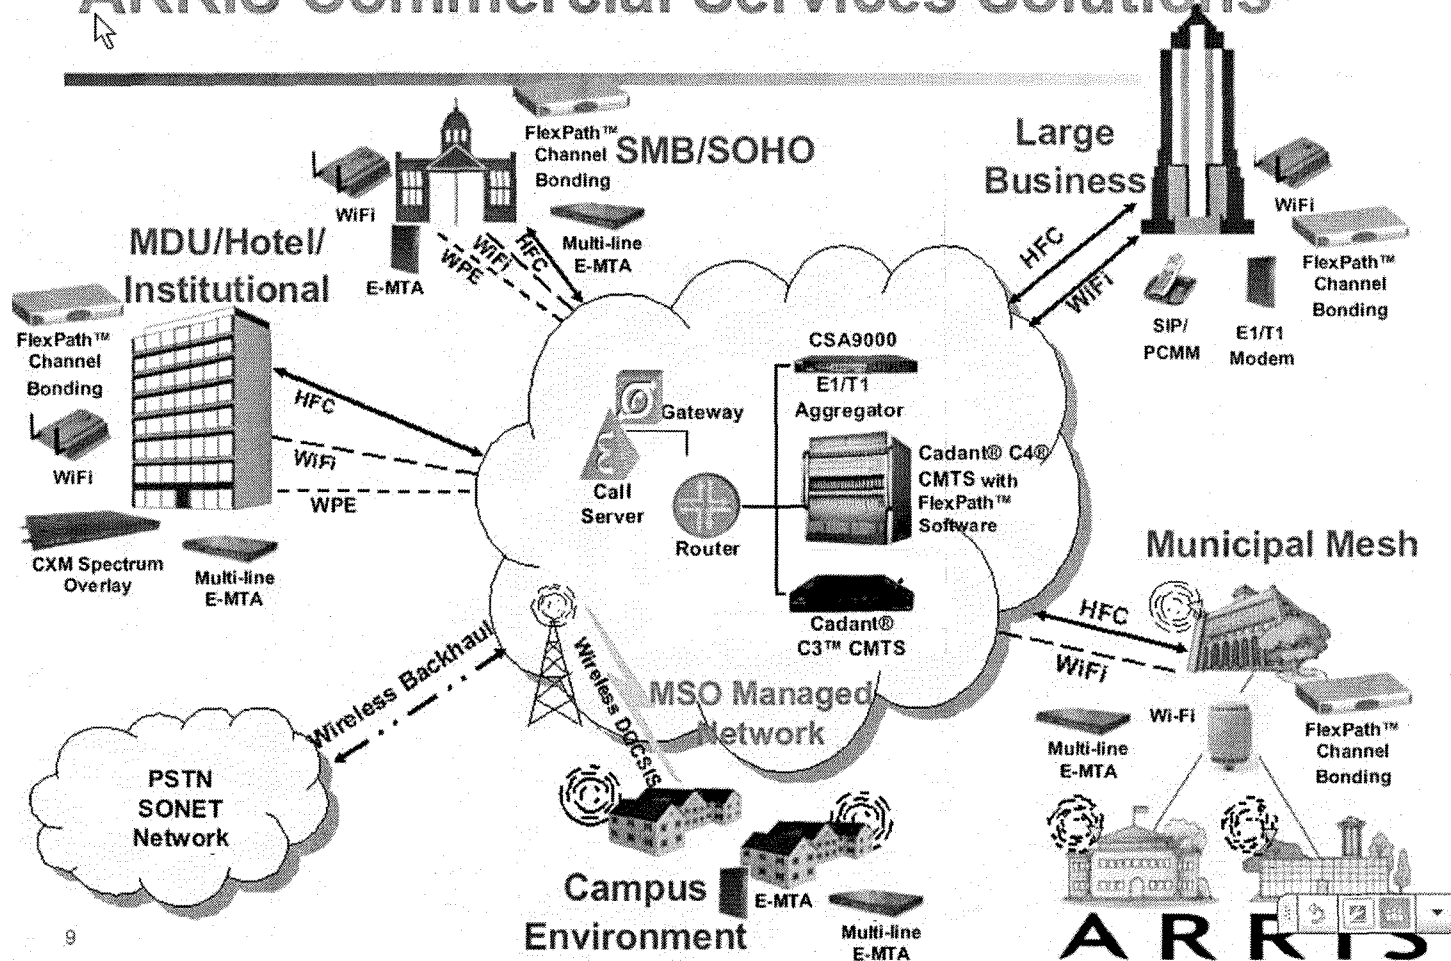 ARRIS Commercial Services Solutions
FlexPath™
Channel
Bonding
SMB/SOHO
WiFi
E-MTA
Multi-line
E-MTA
WPE
WiFi
HFC
Large
Business
WiFi
FlexPath™
Channel
Bonding
SIP/
PCMM
E1/T1
Modem
HFC
WiFi
MDU/Hotel/
Institutional
FlexPath™
Channel
Bonding
WiFi
CXM Spectrum
Overlay
Multi-line
E-MTA
HFC
WiFi
WPE
CSA9000
E1/T1
Aggregator
Gateway
Call
Server
Router
Cadant® C4®
CMTS with
FlexPath™
Software
Cadant®
C3™ CMTS
MSO Managed
Network
Wireless Backhaul
Wireless DOCSIS
PSTN
SONET
Network
Municipal Mesh
HFC
WiFi
Multi-line
E-MTA
Wi-Fi
FlexPath™
Channel
Bonding
Campus
Environment
E-MTA
Multi-line
E-MTA
9
ARRIS